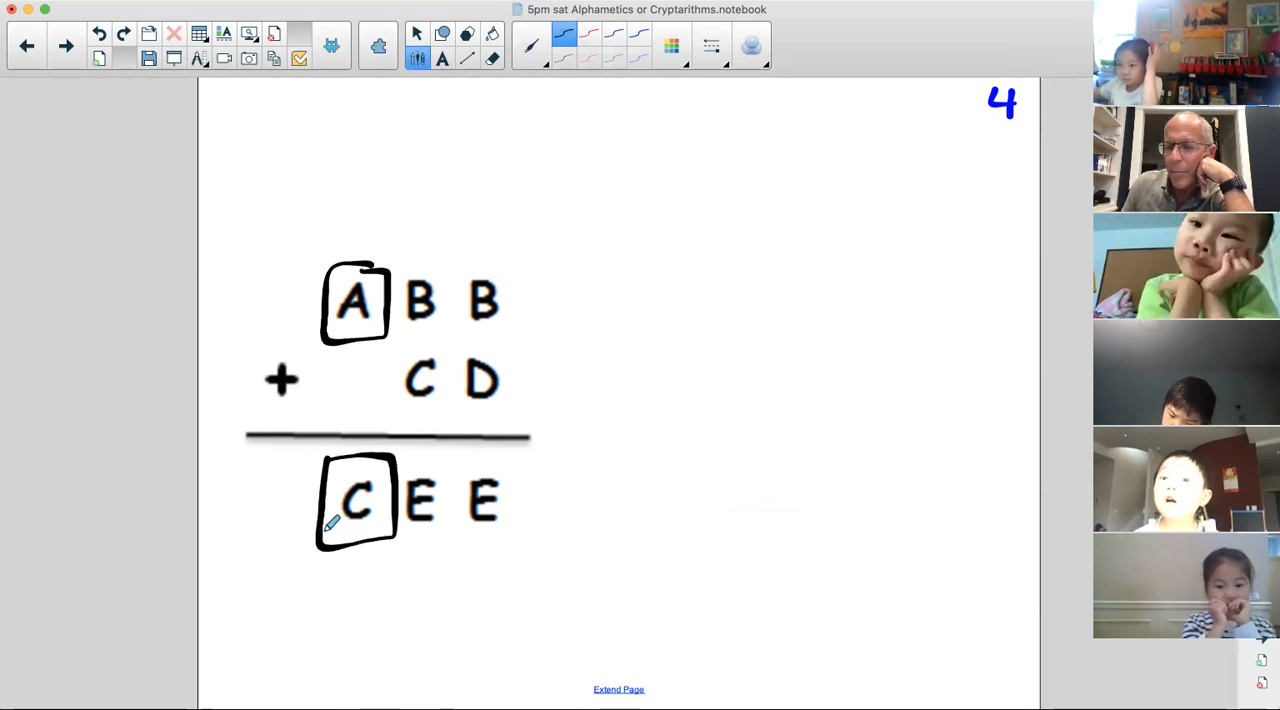 5pm sat Alphametics or Cryptarithms.notebook
4
A B B
+ C D
C E E
Extend Page